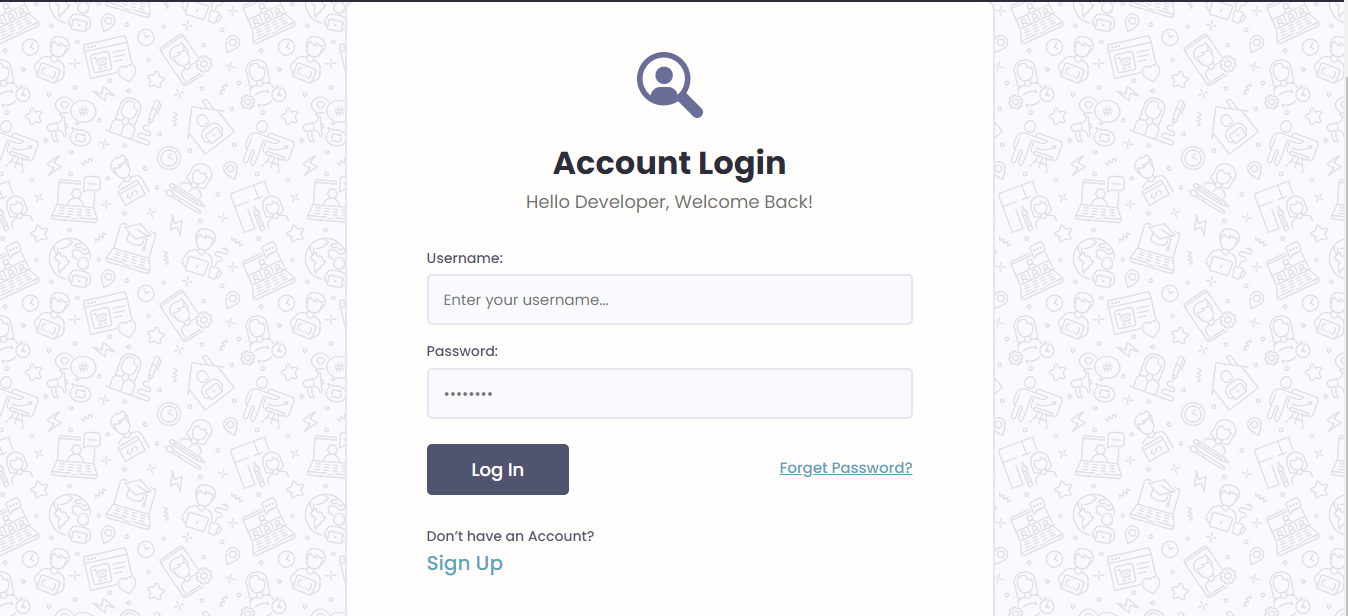 Account Login
Hello Developer, Welcome Back!
Username:
Enter your username...
Password:
••••••••
Log In
Forget Password?
Don't have an Account?
Sign Up